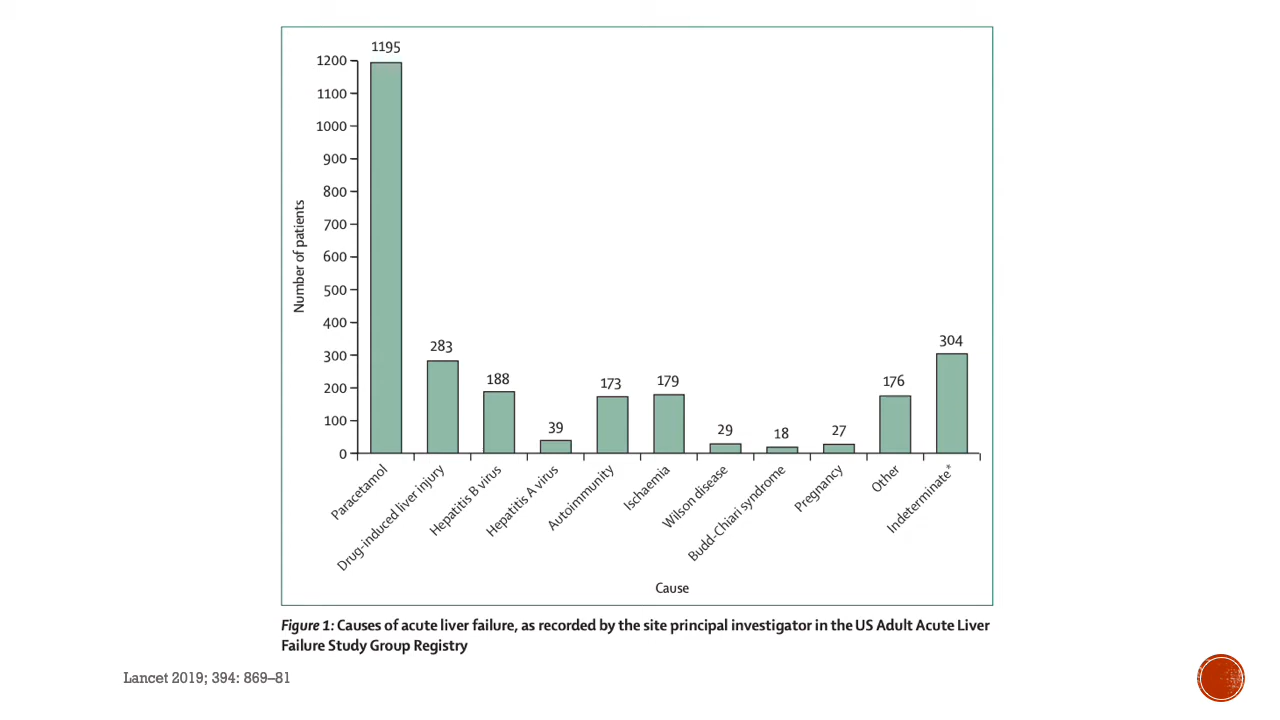 1195
1200
1100
1000
900
800
700
600
500
400
300
200
100
0
Number of patients
283
188
39
173
179
29
18
27
176
304
Paracetamol
Drug-induced liver injury
Hepatitis B virus
Hepatitis A virus
Autoimmunity
Ischaemia
Wilson disease
Budd-Chiari syndrome
Pregnancy
Other
Indeterminate*
Cause
Figure 1: Causes of acute liver failure, as recorded by the site principal investigator in the US Adult Acute Liver
Failure Study Group Registry
Lancet 2019; 394: 869–81